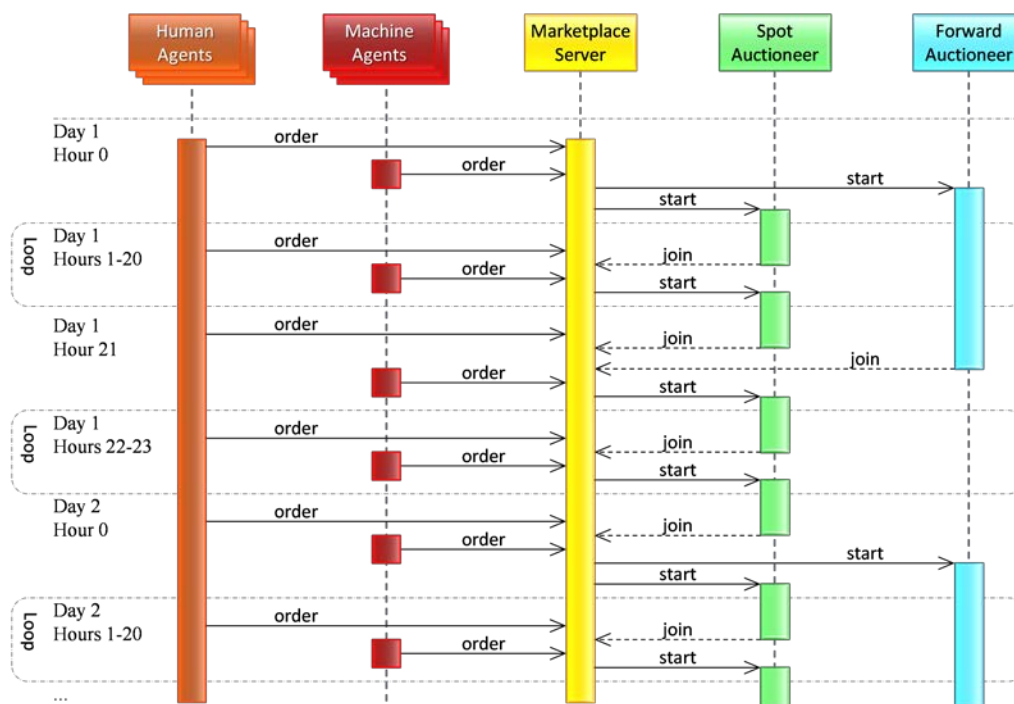 Human
Agents
Machine
Agents
Marketplace
Server
Spot
Auctioneer
Forward
Auctioneer
Day 1
Hour 0
order
order
start
start
Loop
Day 1
Hours 1-20
order
join
order
start
Day 1
Hour 21
order
join
join
order
start
Loop
Day 1
Hours 22-23
order
join
order
start
Day 2
Hour 0
order
join
order
start
start
Loop
Day 2
Hours 1-20
order
join
order
start
...